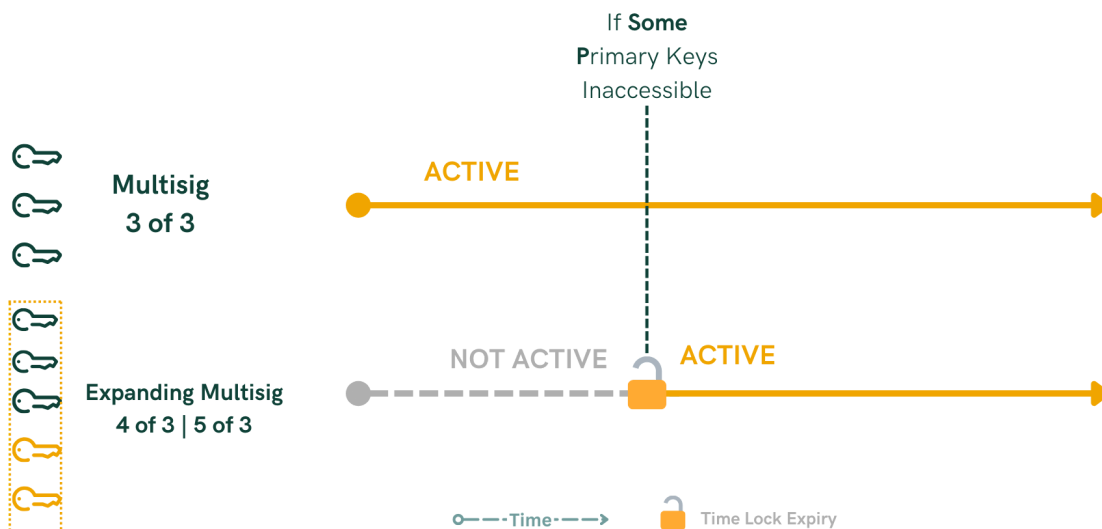 If Some
Primary Keys
Inaccessible
ACTIVE
Multisig
3 of 3
NOT ACTIVE
ACTIVE
Expanding Multisig
4 of 3 | 5 of 3
Time
Time Lock Expiry